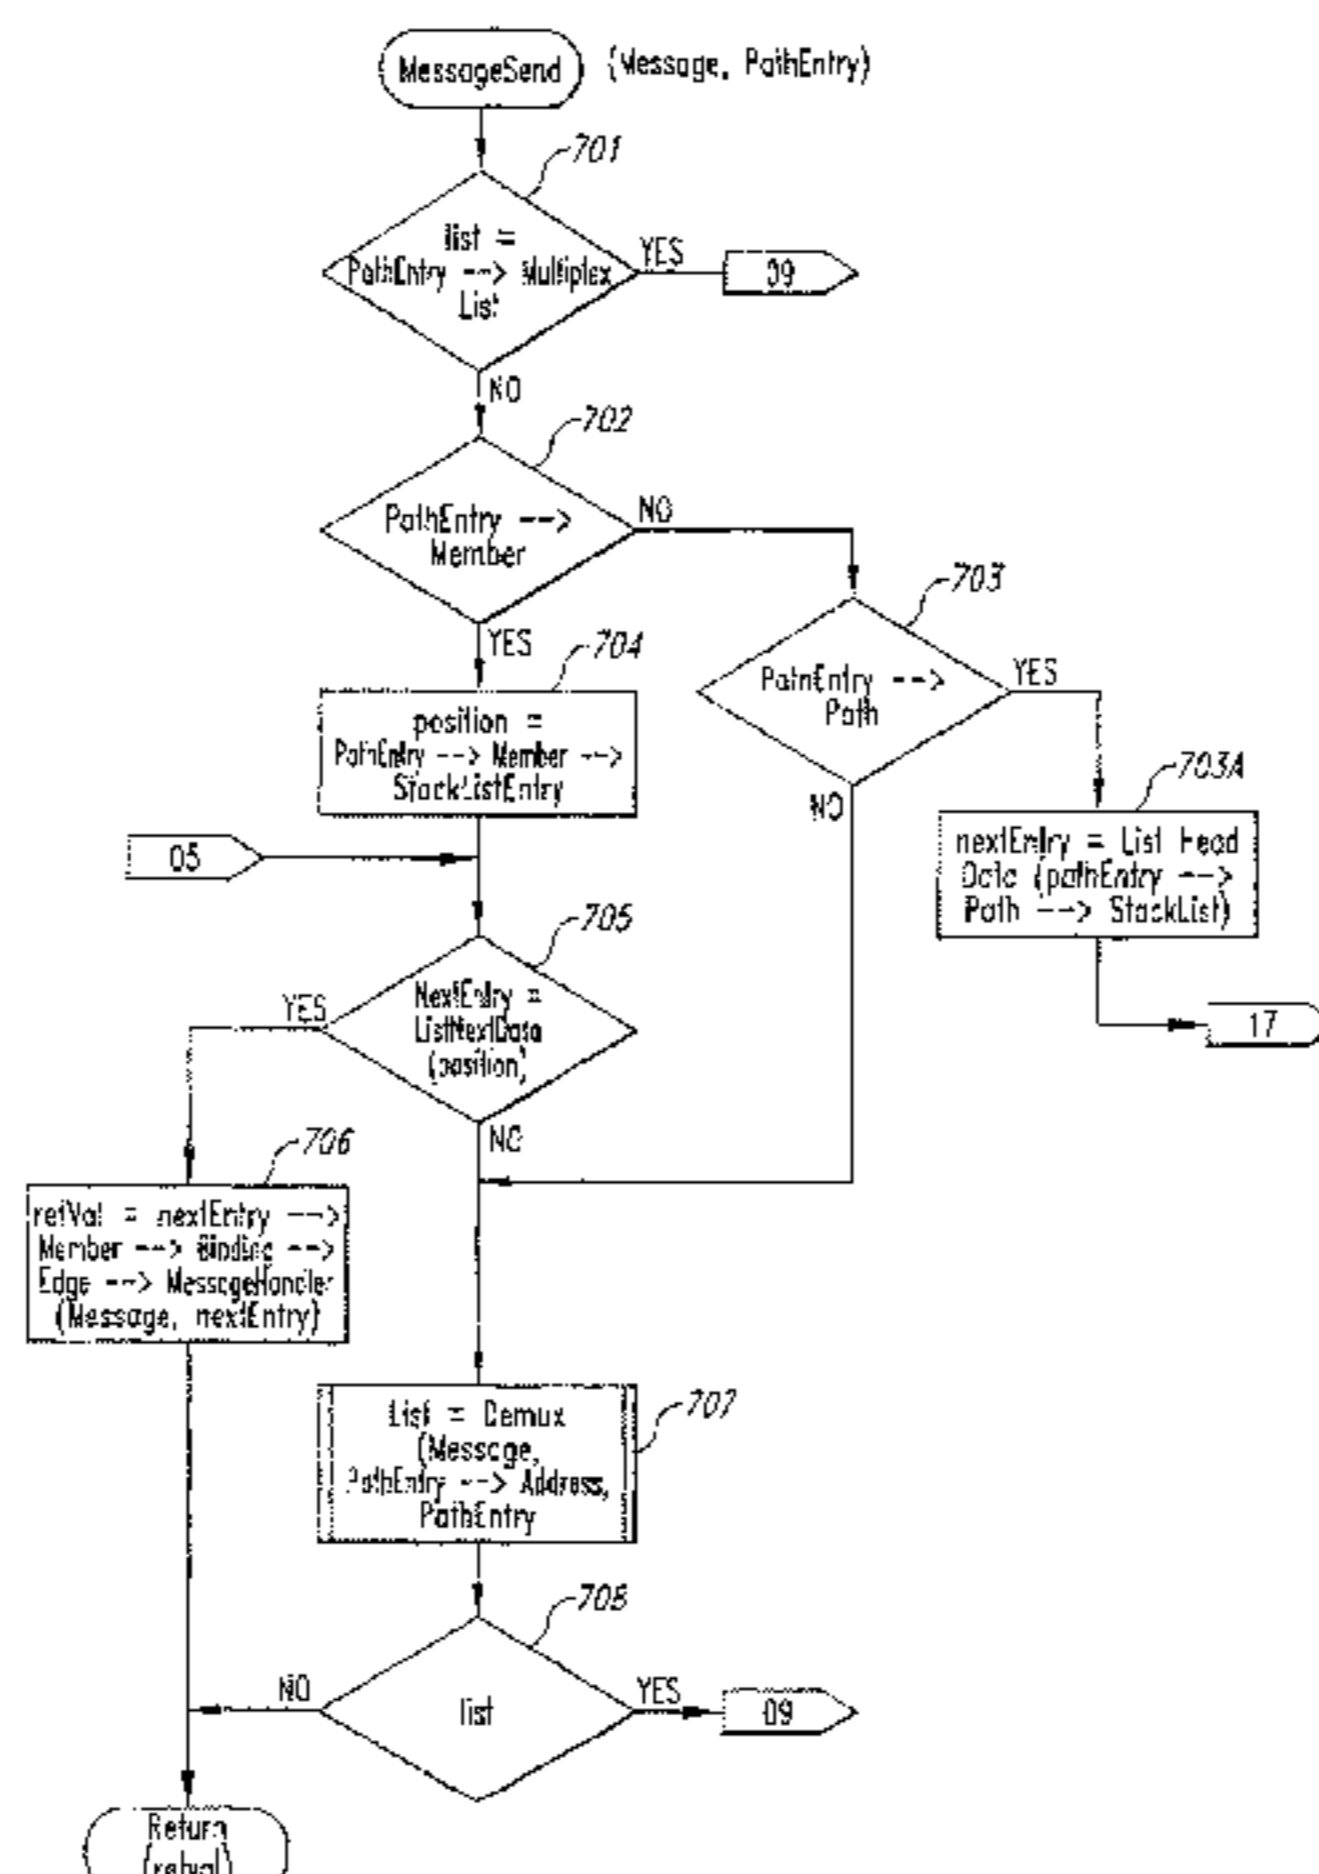 MessageSend (Message, PathEntry)
701
list =
PathEntry --> Multiplex
List
YES
09
NO
702
PathEntry -->
Member
NO
YES
703
PathEntry -->
Path
YES
NO
704
position =
PathEntry --> Member -->
StackListEntry
703A
nextEntry = List Head
Data (pathEntry -->
Path --> StackList)
05
17
705
NextEntry =
ListNextData
(position)
YES
NO
706
retVal = nextEntry -->
Member --> Binding -->
Edge --> MessageHandler
(Message, nextEntry)
707
List = Demux
(Message,
PathEntry --> Address,
PathEntry
708
list
NO
YES
09
Return
(retval)